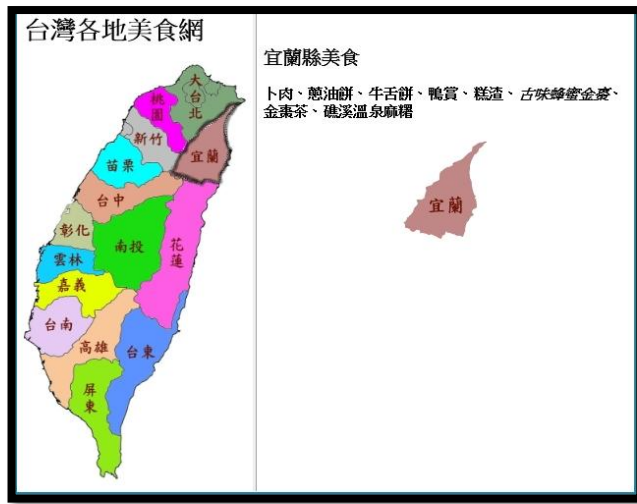 台灣各地美食網
大台北
桃園
新竹
宜蘭
苗栗
台中
彰化
南投
花蓮
雲林
嘉義
台南
高雄
台東
屏東
宜蘭縣美食
卜肉、蔥油餅、牛舌餅、鴨賞、糕渣、古味蜂蜜金棗、
金棗茶、礁溪溫泉麻糬
宜蘭